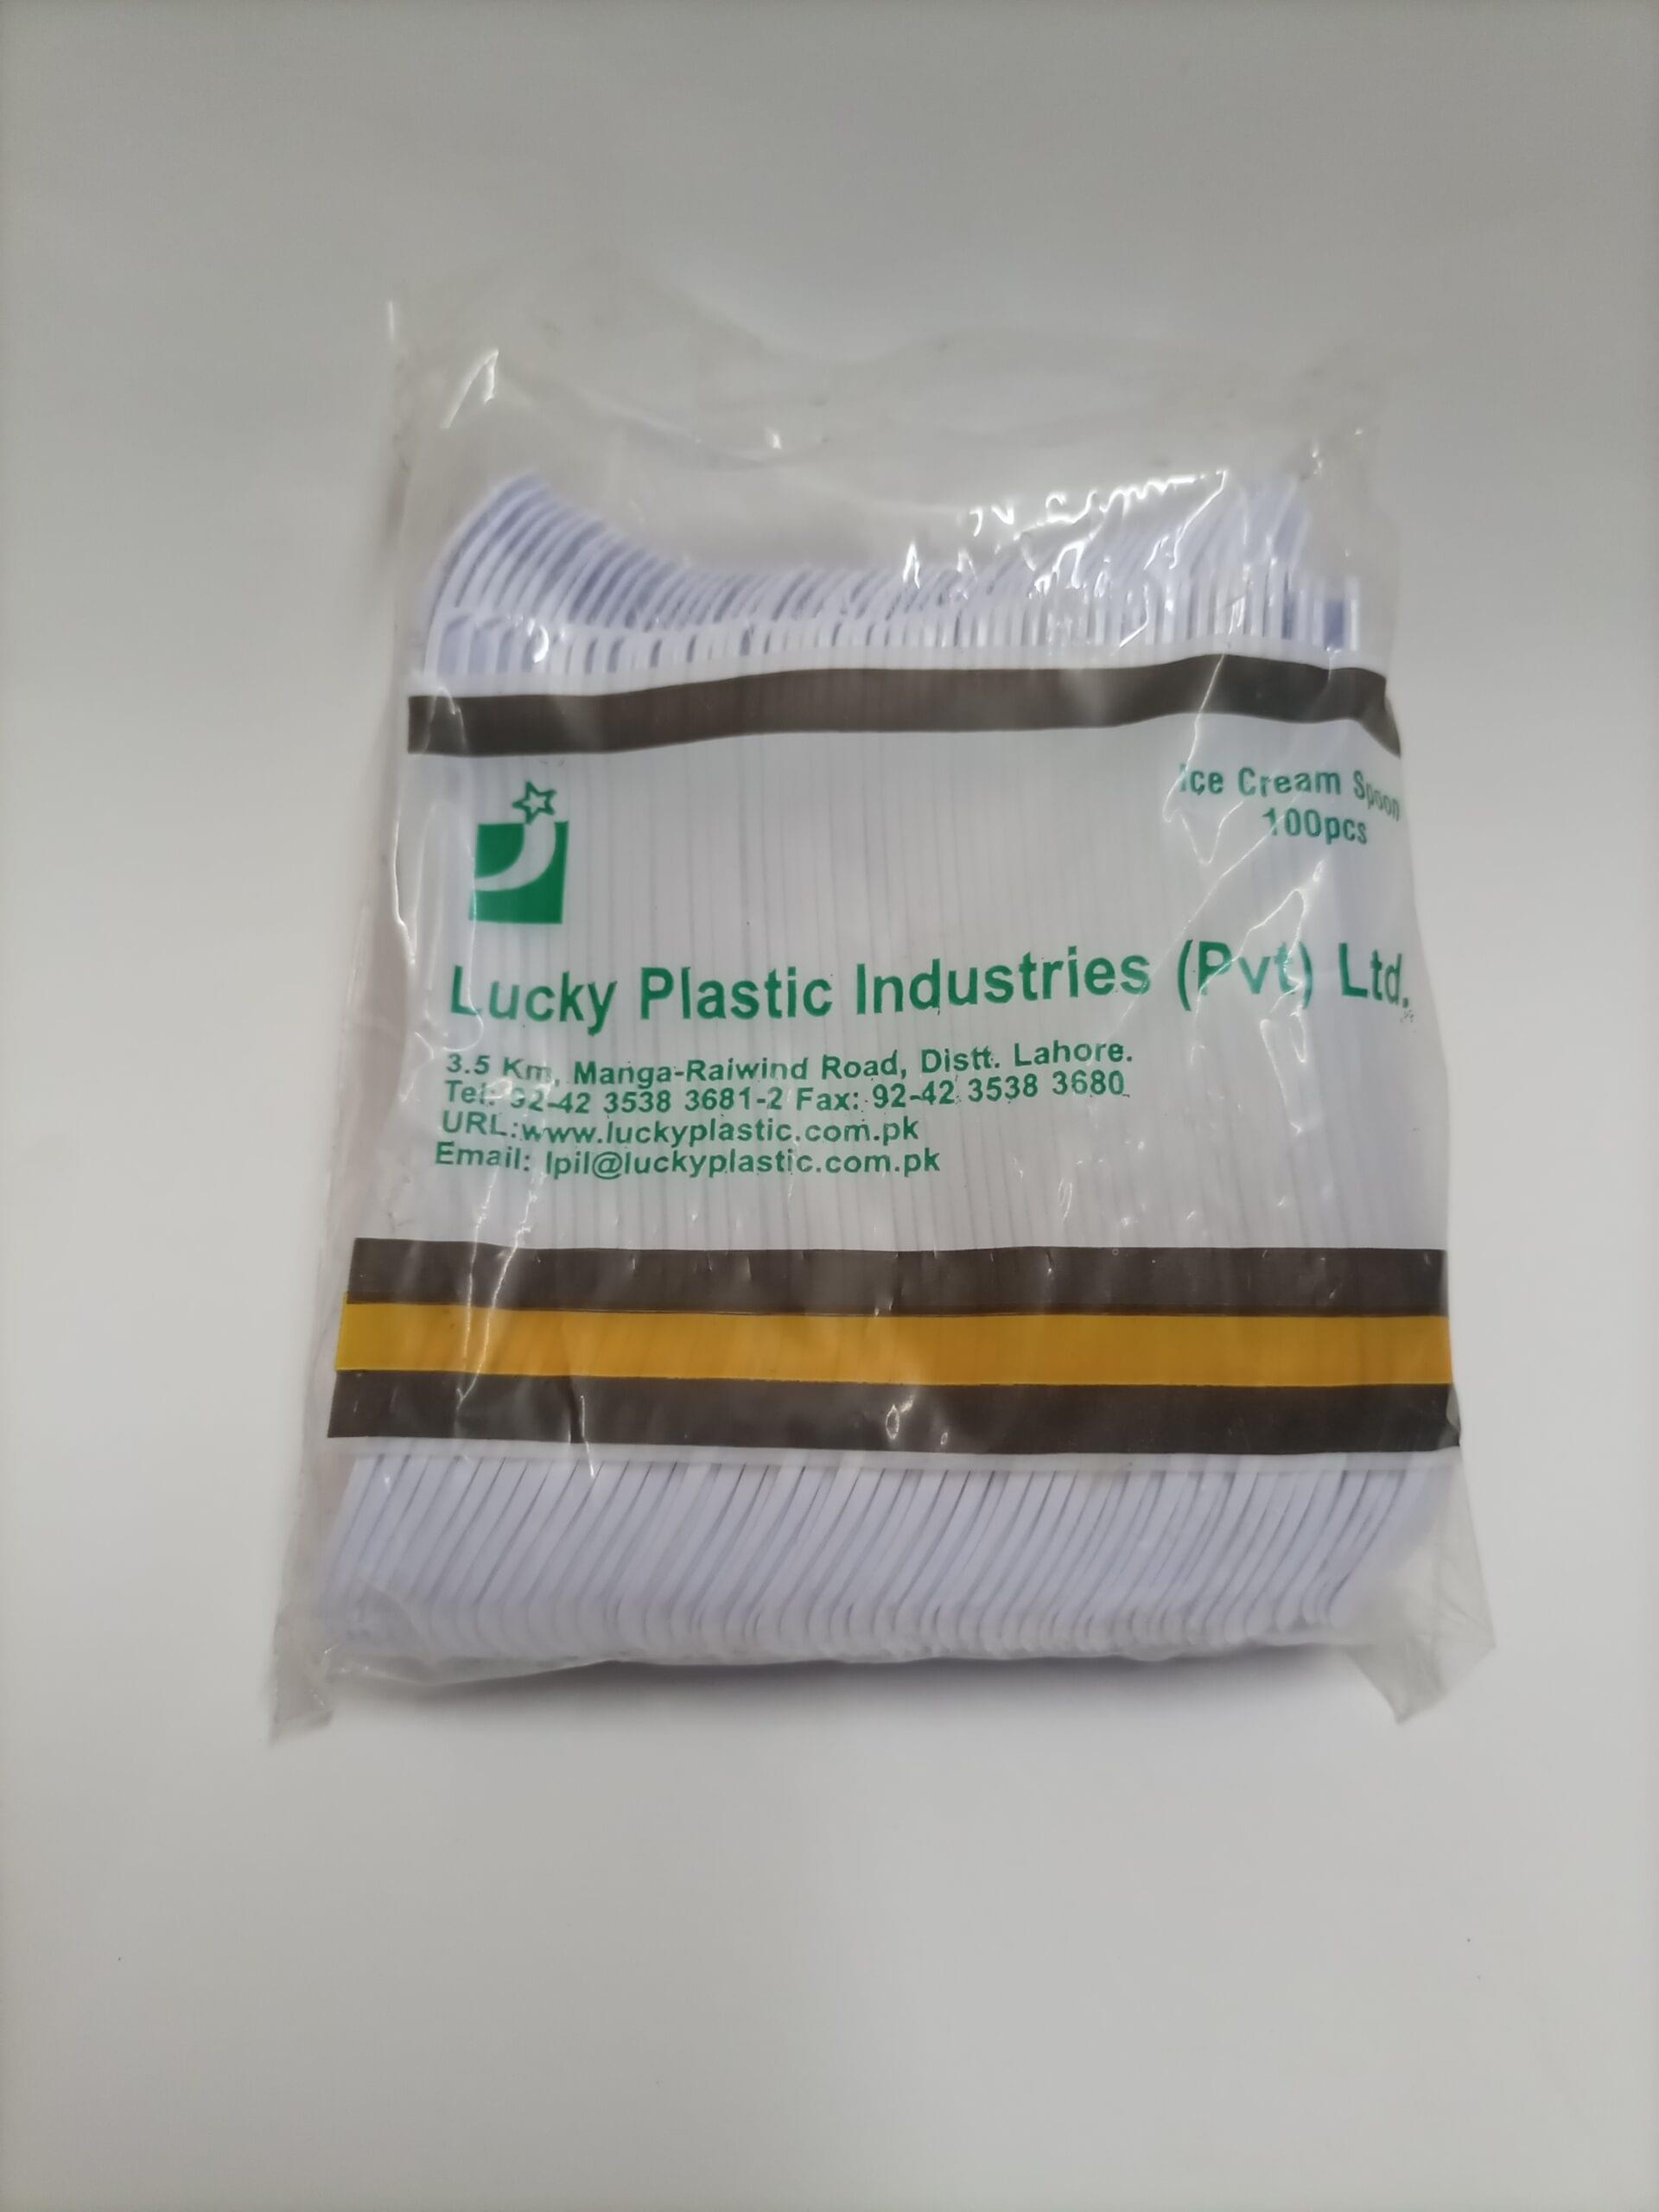 Ice Cream Spoon
100pcs
Lucky Plastic Industries (Pvt) Ltd.
3.5 Km, Manga-Raiwind Road, Distt. Lahore.
Tel: 92-42 3538 3681-2 Fax: 92-42 3538 3680
URL:www.luckyplastic.com.pk
Email: lpil@luckyplastic.com.pk